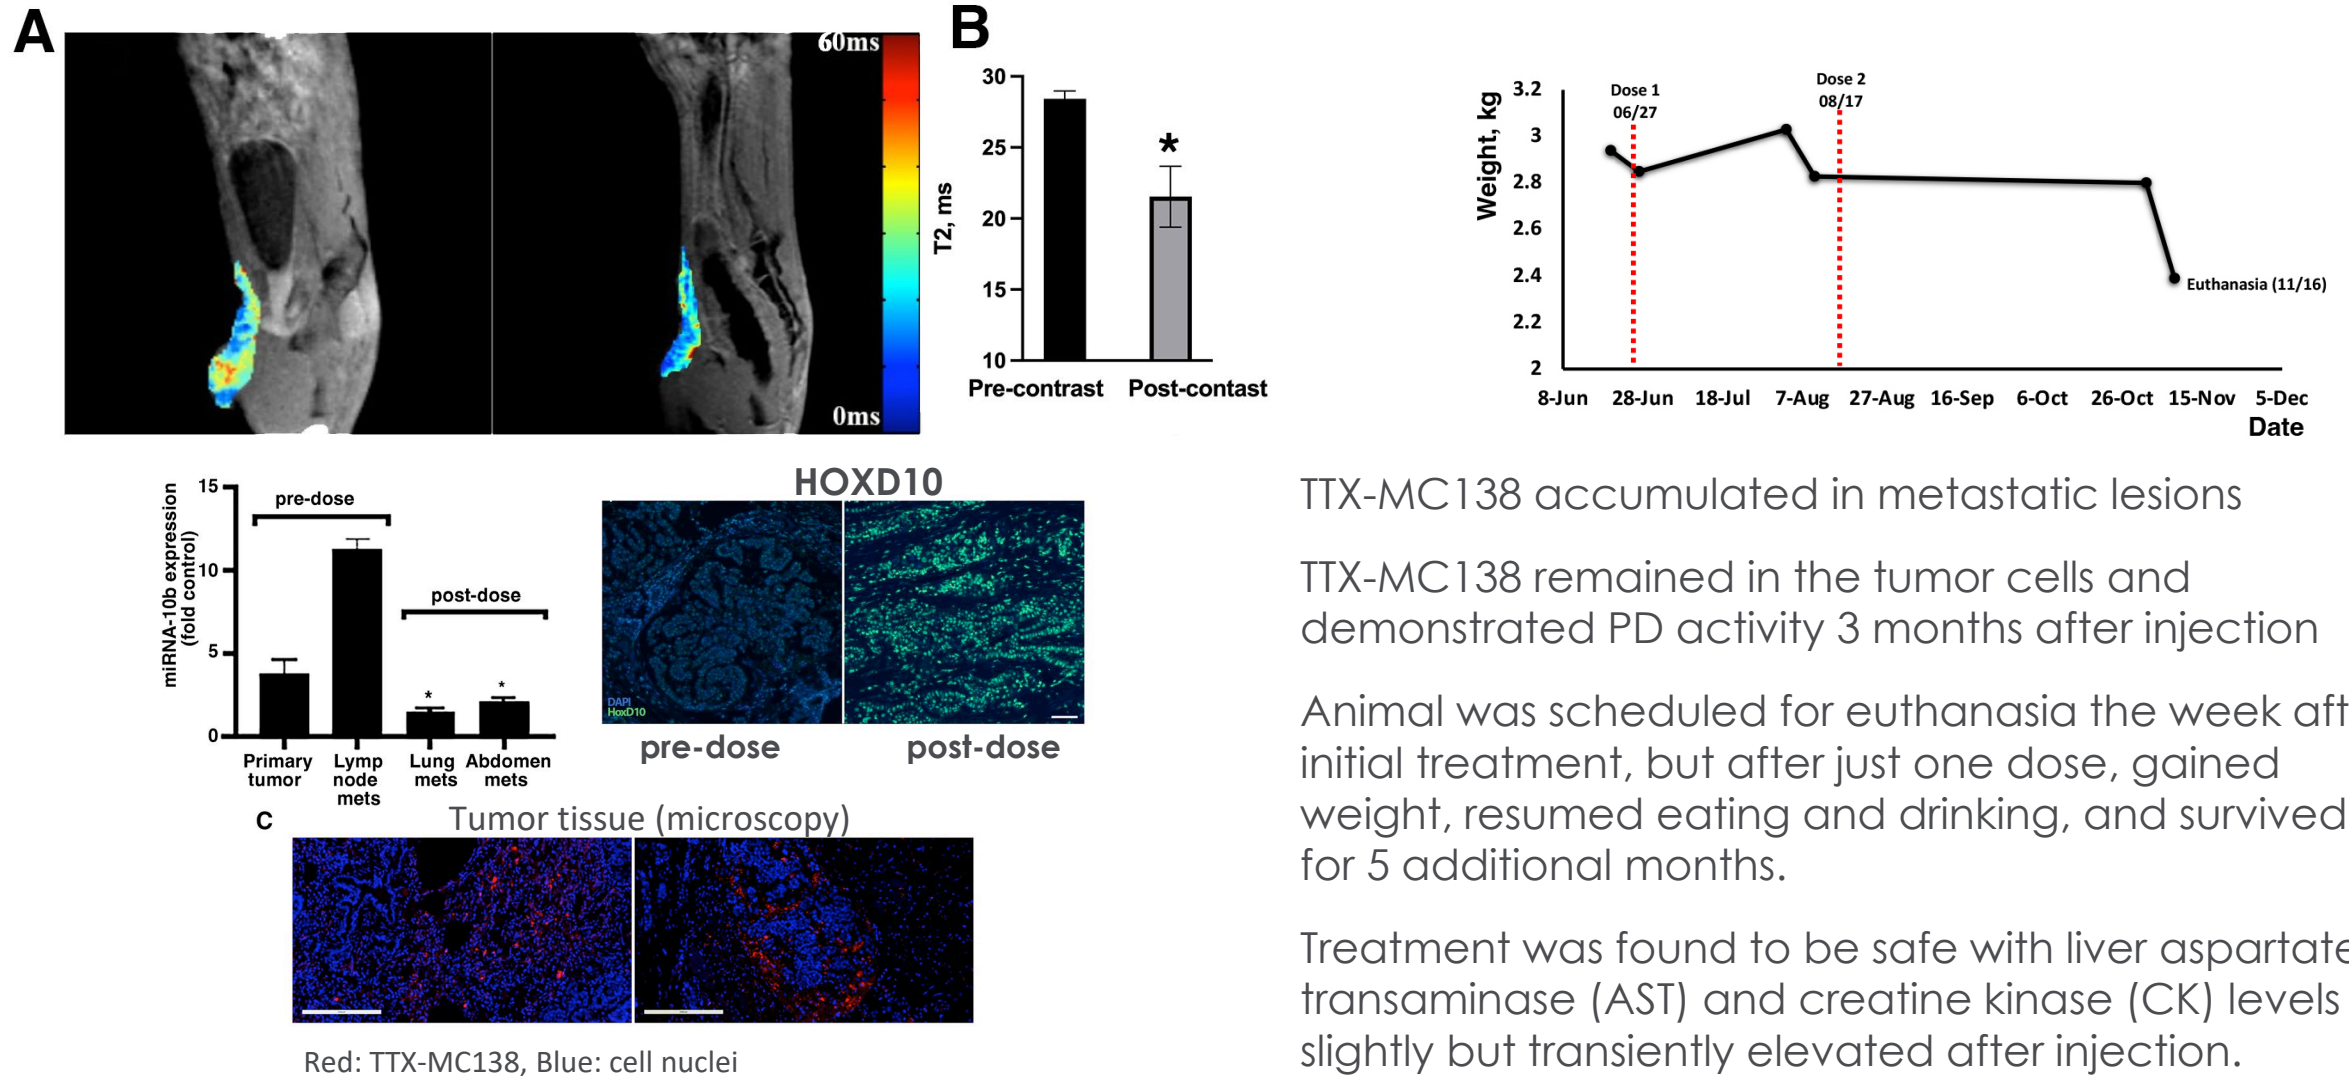 A
60ms
0ms
B
T2, ms
30
25
20
15
10
Pre-contrast
Post-contast
*
Weight, kg
3.2
3
2.8
2.6
2.4
2.2
2
Dose 1
06/27
Dose 2
08/17
Euthanasia (11/16)
8-Jun 28-Jun 18-Jul 7-Aug 27-Aug 16-Sep 6-Oct 26-Oct 15-Nov 5-Dec
Date
miRNA-10b expression
(fold control)
15
10
5
0
pre-dose
post-dose
*
*
Primary
tumor
Lymp
node
mets
Lung
mets
Abdomen
mets
HOXD10
DAPI
HoxD10
pre-dose
post-dose
C
Tumor tissue (microscopy)
Red: TTX-MC138, Blue: cell nuclei
TTX-MC138 accumulated in metastatic lesions
TTX-MC138 remained in the tumor cells and
demonstrated PD activity 3 months after injection
Animal was scheduled for euthanasia the week aft
initial treatment, but after just one dose, gained
weight, resumed eating and drinking, and survived
for 5 additional months.
Treatment was found to be safe with liver aspartate
transaminase (AST) and creatine kinase (CK) levels
slightly but transiently elevated after injection.